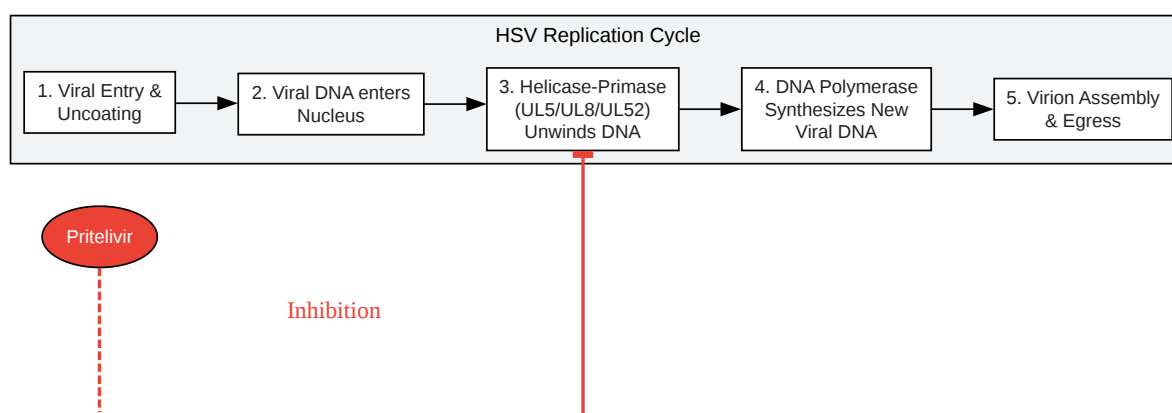 HSV Replication Cycle
1. Viral Entry &
Uncoating
2. Viral DNA enters
Nucleus
3. Helicase-Primase
(UL5/UL8/UL52)
Unwinds DNA
4. DNA Polymerase
Synthesizes New
Viral DNA
5. Virion Assembly
& Egress
Pritelivir
Inhibition